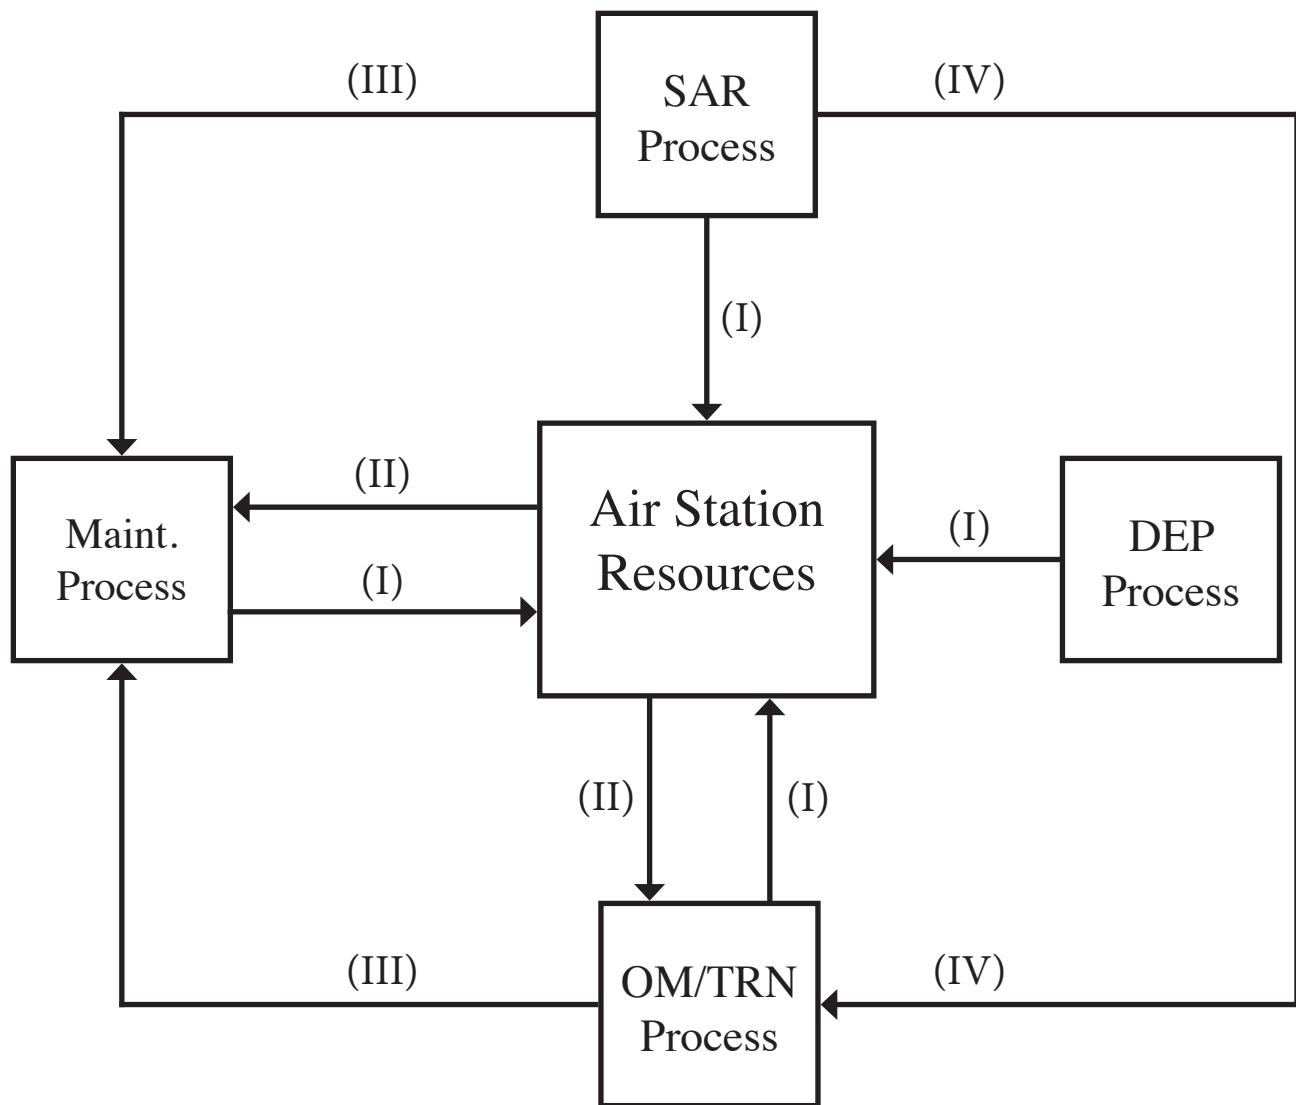 (III)
SAR
Process
(IV)
(I)
(II)
Air Station
Resources
(I)
DEP
Process
Maint.
Process
(I)
(II)
(I)
(III)
OM/TRN
Process
(IV)